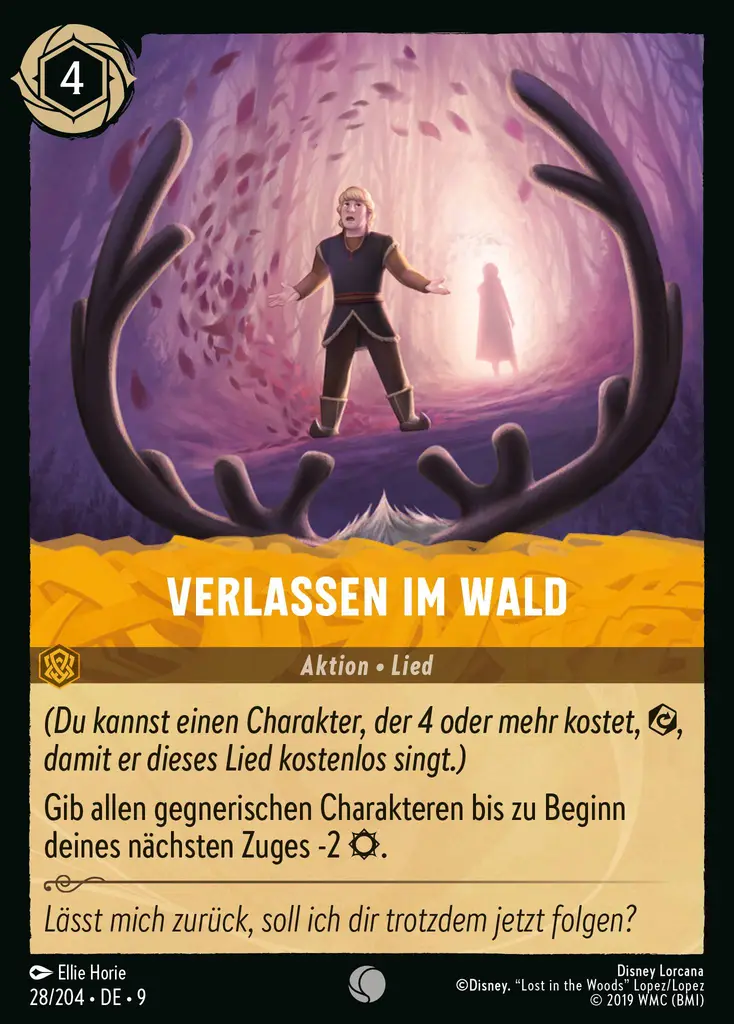 4
VERLASSEN IM WALD
Aktion • Lied
(Du kannst einen Charakter, der 4 oder mehr kostet, ,
damit er dieses Lied kostenlos singt.)
Gib allen gegnerischen Charakteren bis zu Beginn
deines nächsten Zuges -2 .
Lässt mich zurück, soll ich dir trotzdem jetzt folgen?
Ellie Horie
28/204 • DE • 9
Disney Lorcana
©Disney. “Lost in the Woods” Lopez/Lopez
© 2019 WMC (BMI)